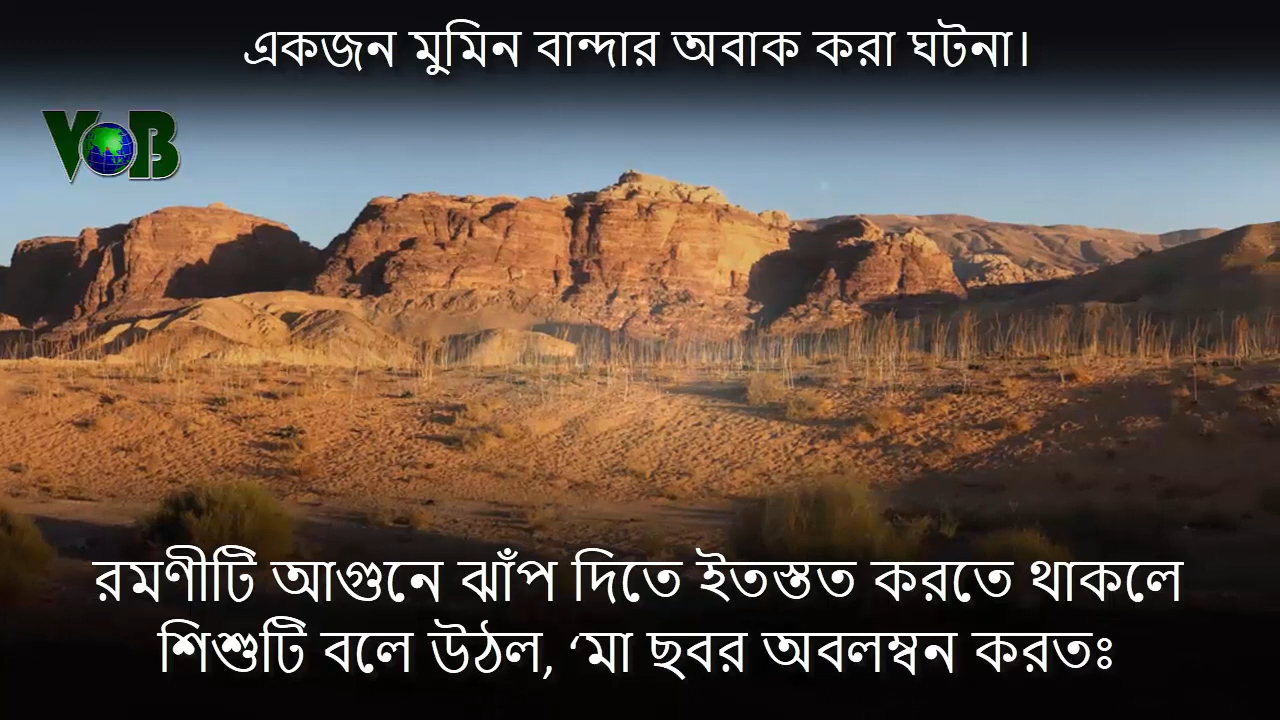 একজন মুমিন বান্দার অবাক করা ঘটনা।
VOB
রমণীটি আগুনে ঝাঁপ দিতে ইতস্তত করতে থাকলে
শিশুটি বলে উঠল, ‘মা ছবর অবলম্বন করতঃ